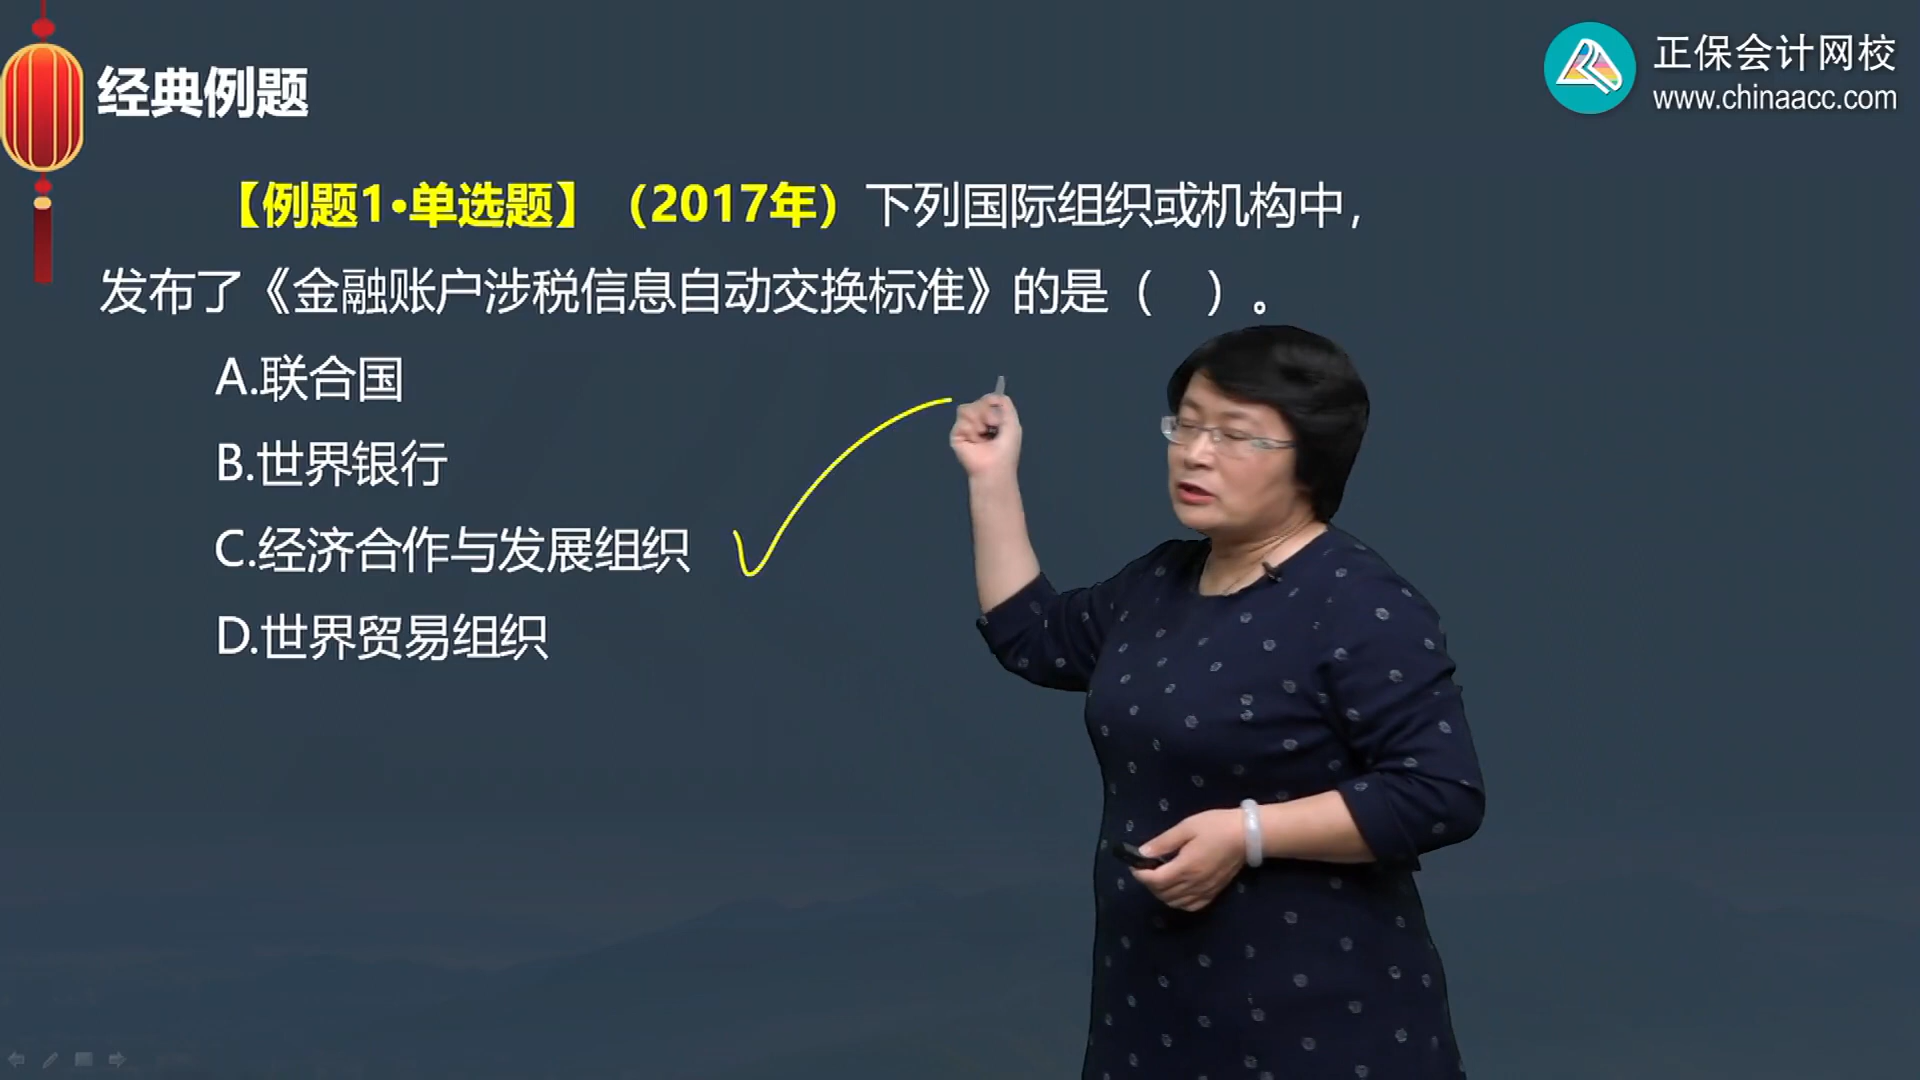 正保会计网校
www.chinaacc.com
经典例题
【例题1·单选题】（2017年）下列国际组织或机构中，
发布了《金融账户涉税信息自动交换标准》的是（ ）。
A.联合国
B.世界银行
C.经济合作与发展组织
D.世界贸易组织